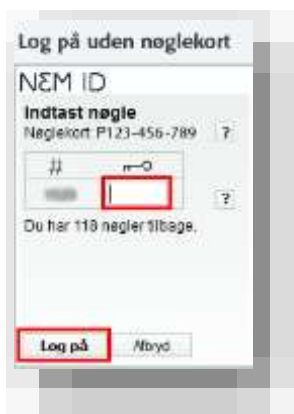 Log på uden nøglekort
NEM ID
Indtast nøgle
Nøglekort P123-456-789 ?
#
?
Du har 118 nøgler tilbage.
Log på Afbryd